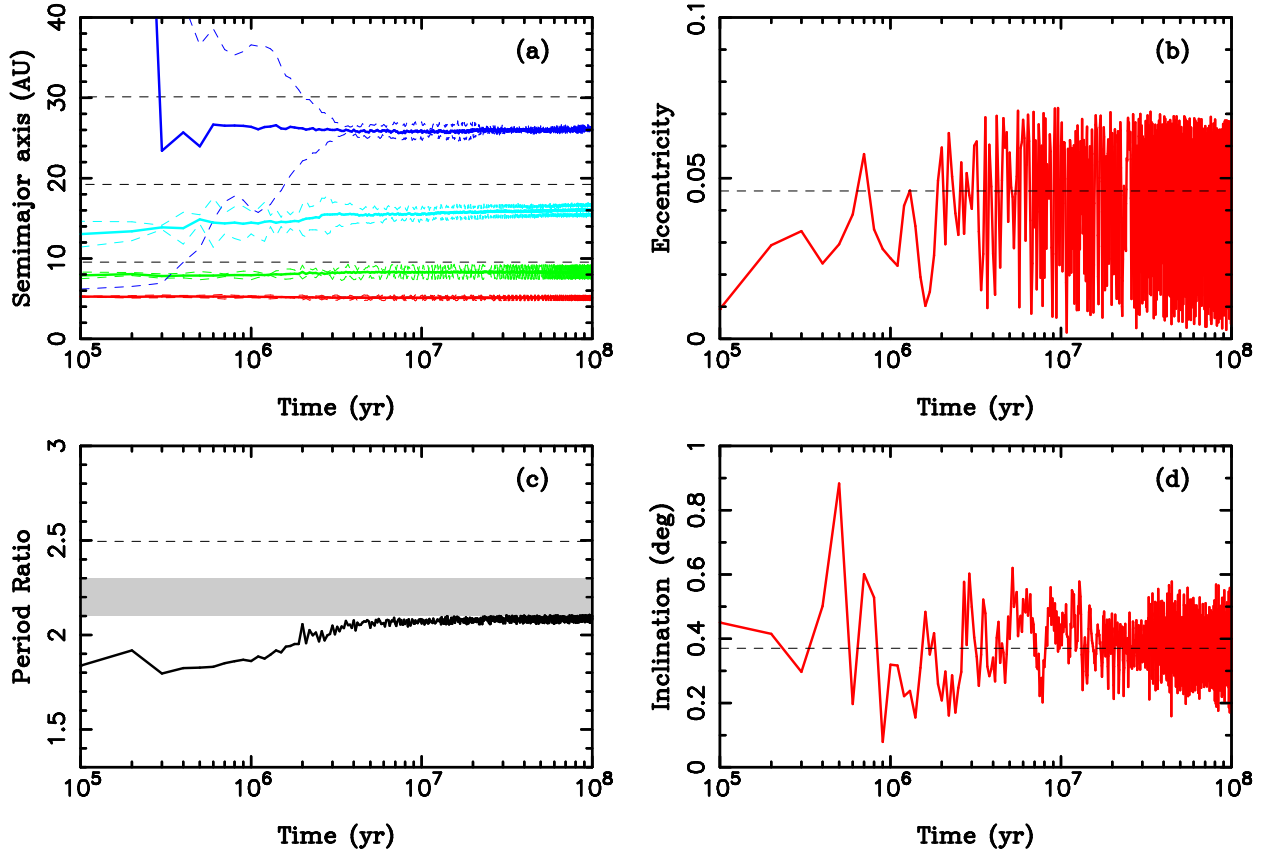 40
30
20
10
0
Semimajor axis (AU)
(a)
10^5
10^6
10^7
10^8
Time (yr)
0.1
0.05
0
Eccentricity
(b)
10^5
10^6
10^7
10^8
Time (yr)
3
2.5
2
1.5
Period Ratio
(c)
10^5
10^6
10^7
10^8
Time (yr)
1
0.8
0.6
0.4
0.2
0
Inclination (deg)
(d)
10^5
10^6
10^7
10^8
Time (yr)